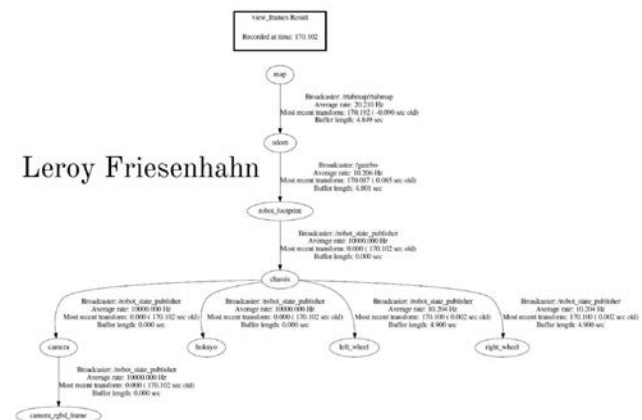 view_frames Result
Recorded at time: 170.102
map
Broadcaster: /rtabmap/rtabmap
Average rate: 20.210 Hz
Most recent transform: 170.192 ( -0.090 sec old)
Buffer length: 4.849 sec
odom
Leroy Friesenhahn
Broadcaster: /gazebo
Average rate: 10.206 Hz
Most recent transform: 170.017 ( 0.085 sec old)
Buffer length: 4.801 sec
robot_footprint
Broadcaster: /robot_state_publisher
Average rate: 10000.000 Hz
Most recent transform: 0.000 ( 170.102 sec old)
Buffer length: 0.000 sec
chassis
Broadcaster: /robot_state_publisher
Average rate: 10000.000 Hz
Most recent transform: 0.000 ( 170.102 sec old)
Buffer length: 0.000 sec
Broadcaster: /robot_state_publisher
Average rate: 10000.000 Hz
Most recent transform: 0.000 ( 170.102 sec old)
Buffer length: 0.000 sec
Broadcaster: /robot_state_publisher
Average rate: 10.204 Hz
Most recent transform: 170.100 ( 0.002 sec old)
Buffer length: 4.900 sec
Broadcaster: /robot_state_publisher
Average rate: 10.204 Hz
Most recent transform: 170.100 ( 0.002 sec old)
Buffer length: 4.900 sec
camera
hokuyo
left_wheel
right_wheel
Broadcaster: /robot_state_publisher
Average rate: 10000.000 Hz
Most recent transform: 0.000 ( 170.102 sec old)
Buffer length: 0.000 sec
camera_rgbd_frame